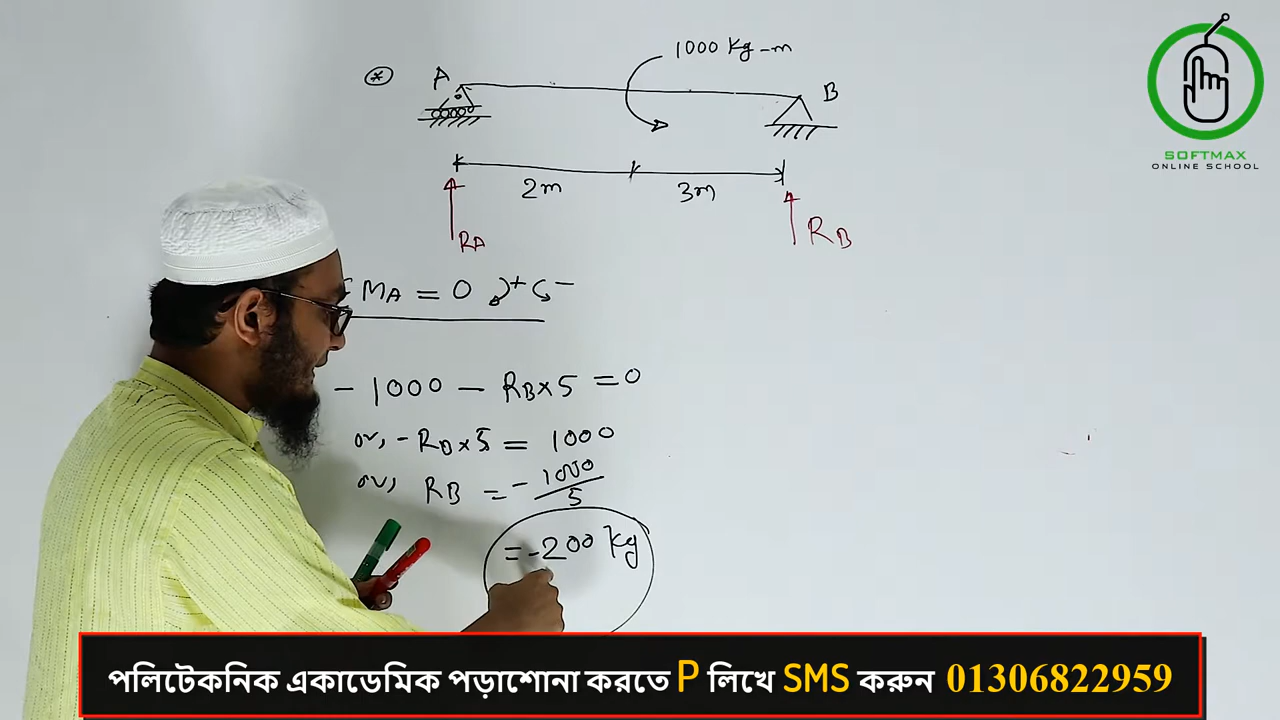 1000 Kg-m
* A B
2m 3m
RA RB
MA = 0 + -
- 1000 - RB×5 = 0
or, -RB×5 = 1000
or, RB = - 1000/5
= -200 Kg
SOFTMAX
ONLINE SCHOOL
পলিটেকনিক একাডেমিক পড়াশোনা করতে P লিখে SMS করুন 01306822959